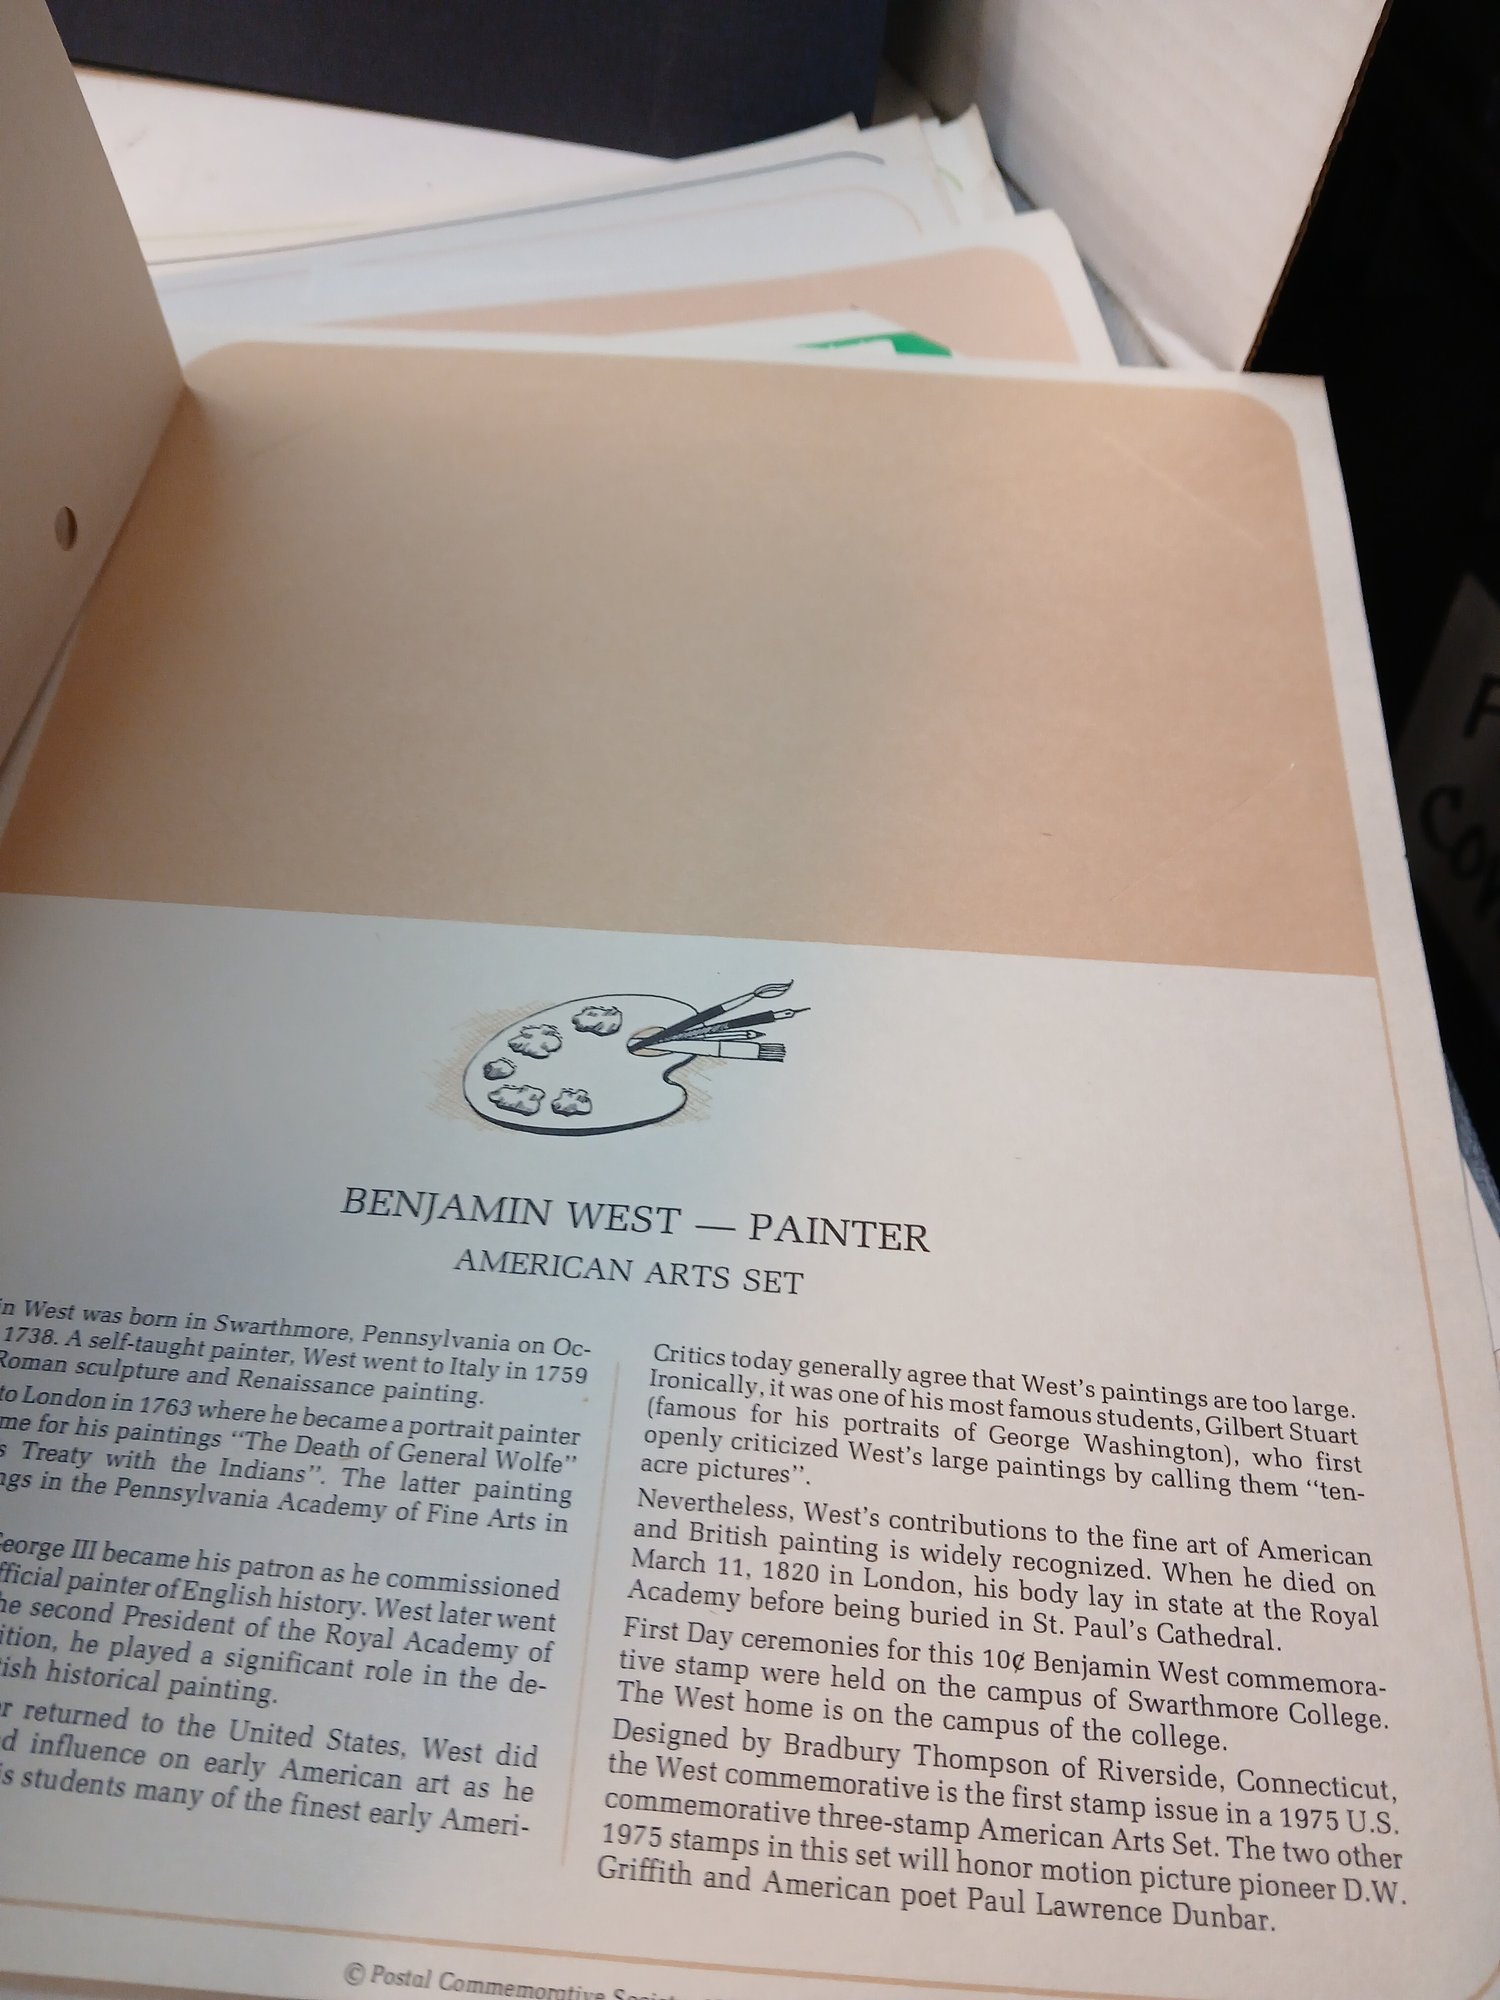 BENJAMIN WEST — PAINTER
AMERICAN ARTS SET
in West was born in Swarthmore, Pennsylvania on Oc-
1738. A self-taught painter, West went to Italy in 1759
Roman sculpture and Renaissance painting.
to London in 1763 where he became a portrait painter
me for his paintings “The Death of General Wolfe”
s Treaty with the Indians”. The latter painting
ngs in the Pennsylvania Academy of Fine Arts in
George III became his patron as he commissioned
fficial painter of English history. West later went
he second President of the Royal Academy of
ition, he played a significant role in the de-
ish historical painting.
r returned to the United States, West did
d influence on early American art as he
is students many of the finest early Ameri-
Critics today generally agree that West’s paintings are too large.
Ironically, it was one of his most famous students, Gilbert Stuart
(famous for his portraits of George Washington), who first
openly criticized West’s large paintings by calling them “ten-
acre pictures”.
Nevertheless, West’s contributions to the fine art of American
and British painting is widely recognized. When he died on
March 11, 1820 in London, his body lay in state at the Royal
Academy before being buried in St. Paul’s Cathedral.
First Day ceremonies for this 10¢ Benjamin West commemora-
tive stamp were held on the campus of Swarthmore College.
The West home is on the campus of the college.
Designed by Bradbury Thompson of Riverside, Connecticut,
the West commemorative is the first stamp issue in a 1975 U.S.
commemorative three-stamp American Arts Set. The two other
1975 stamps in this set will honor motion picture pioneer D.W.
Griffith and American poet Paul Lawrence Dunbar.
© Postal Commemorative